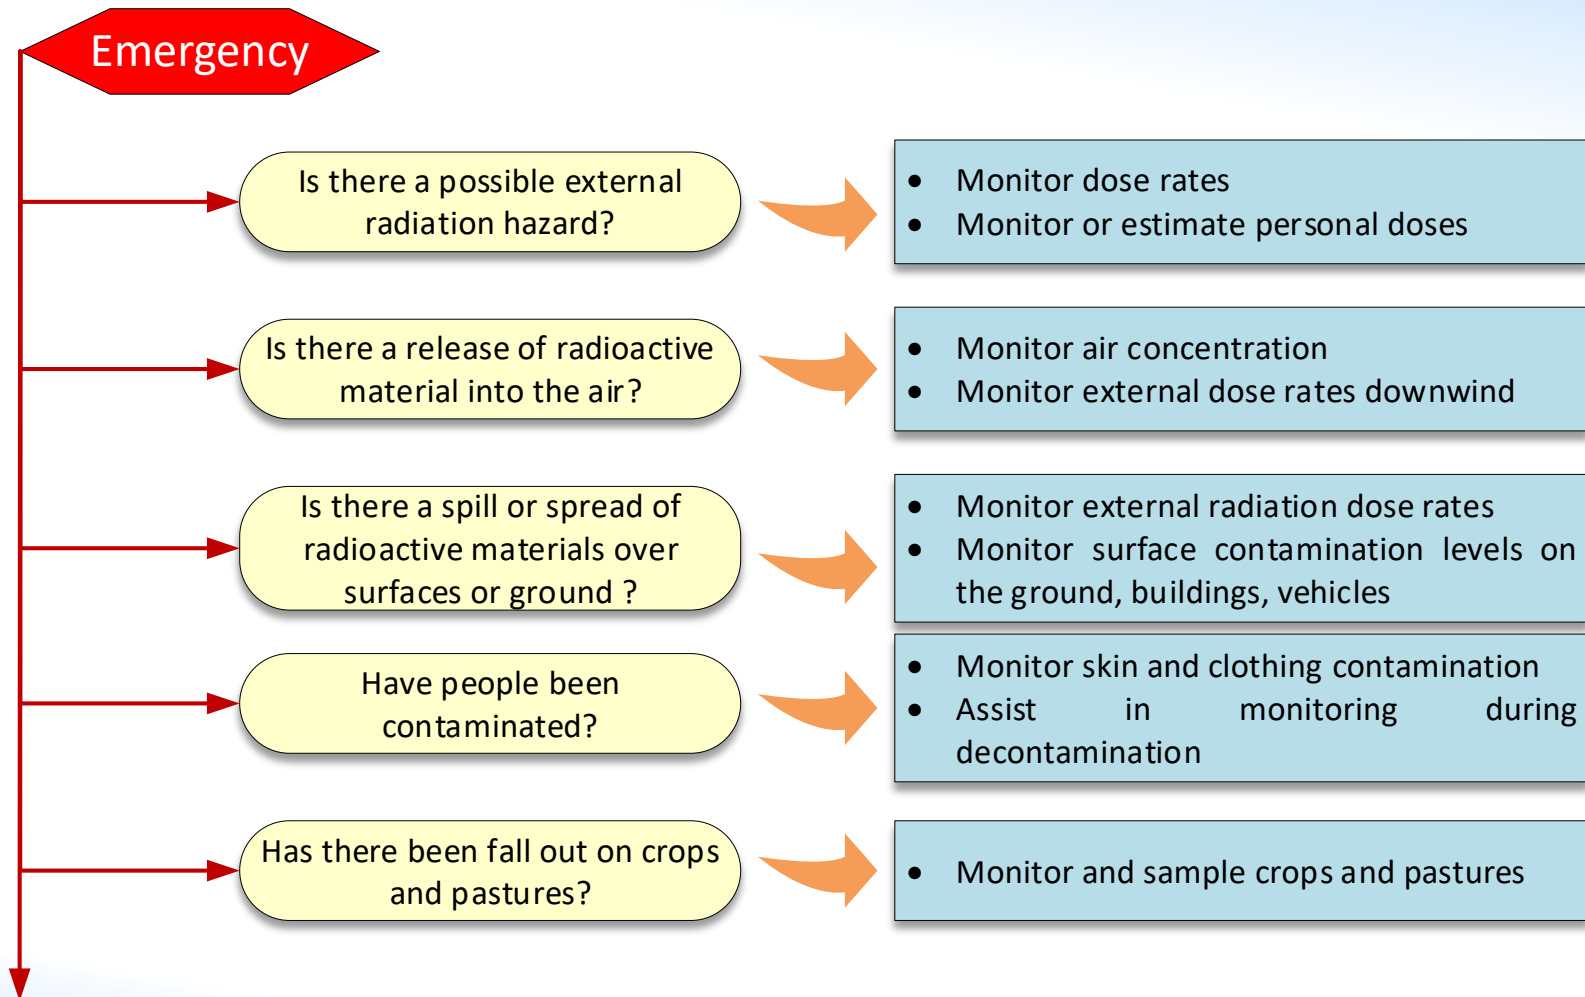 Emergency
Is there a possible external
radiation hazard?
• Monitor dose rates
• Monitor or estimate personal doses
Is there a release of radioactive
material into the air?
• Monitor air concentration
• Monitor external dose rates downwind
Is there a spill or spread of
radioactive materials over
surfaces or ground ?
• Monitor external radiation dose rates
• Monitor surface contamination levels on
the ground, buildings, vehicles
Have people been
contaminated?
• Monitor skin and clothing contamination
• Assist in monitoring during
decontamination
Has there been fall out on crops
and pastures?
• Monitor and sample crops and pastures